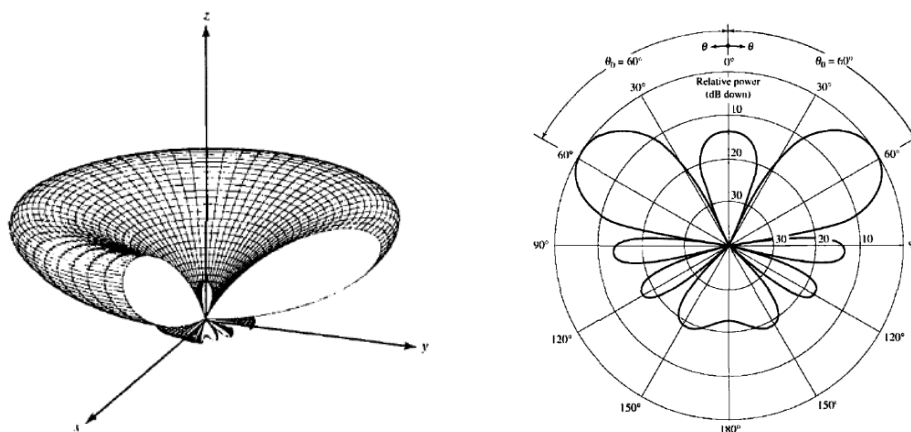 z
y
x
θ θ
θ₀ = 60° θ₀ = 60°
0°
Relative power
(dB down)
30° 30°
10
60° 60°
20
30
90° 30 20 10 9
120° 120°
150° 150°
180°